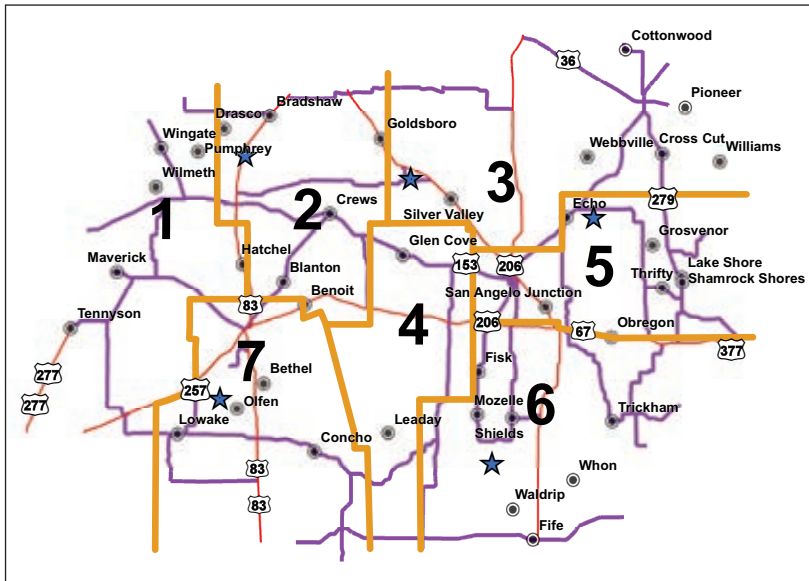 Cottonwood
36
Pioneer
Drasco
Bradshaw
Goldsboro
Wingate
Pumphrey
Webbville
Cross Cut
Williams
Wilmeth
3
1
2
Crews
Silver Valley
Echo
279
Grosvenor
Maverick
Hatchel
Glen Cove
153
206
5
Lake Shore
Shamrock Shores
Thrifty
Blanton
Benoit
83
San Angelo Junction
Tennyson
4
206
67
Obregon
377
7
Fisk
277
277
257
Bethel
Olfen
Mozelle
6
Lowake
Leaday
Shields
Trickham
Concho
83
83
Whon
Waldrip
Fife